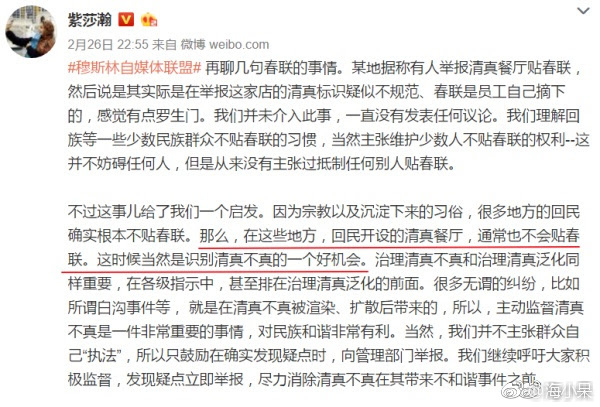 紫莎瀚
2月26日 22:55 来自 微博 weibo.com
#穆斯林自媒体联盟# 再聊几句春联的事情。某地据称有人举报清真餐厅贴春联，
然后说是其实际是在举报这家店的清真标识疑似不规范、春联是员工自己摘下
的，感觉有点罗生门。我们并未介入此事，一直没有发表任何议论。我们理解回
族等一些少数民族群众不贴春联的习惯，当然主张维护少数人不贴春联的权利--这
并不妨碍任何人，但是从来没有主张过抵制任何别人贴春联。
不过这事儿给了我们一个启发。因为宗教以及沉淀下来的习俗，很多地方的回民
确实根本不贴春联。那么，在这些地方，回民开设的清真餐厅，通常也不会贴春
联。这时候当然是识别清真不真的一个好机会。治理清真不真和治理清真泛化同
样重要，在各级指示中，甚至排在治理清真泛化的前面。很多无谓的纠纷，比如
所谓白沟事件等，就是在清真不真被渲染、扩散后带来的，所以，主动监督清真
不真是一件非常重要的事情，对民族和谐非常有利。当然，我们并不主张群众自
己“执法”，所以只鼓励在确实发现疑点时，向管理部门举报。我们继续呼吁大家积
极监督，发现疑点立即举报，尽力消除清真不真在其带来不和谐事件之前。
@海小呆